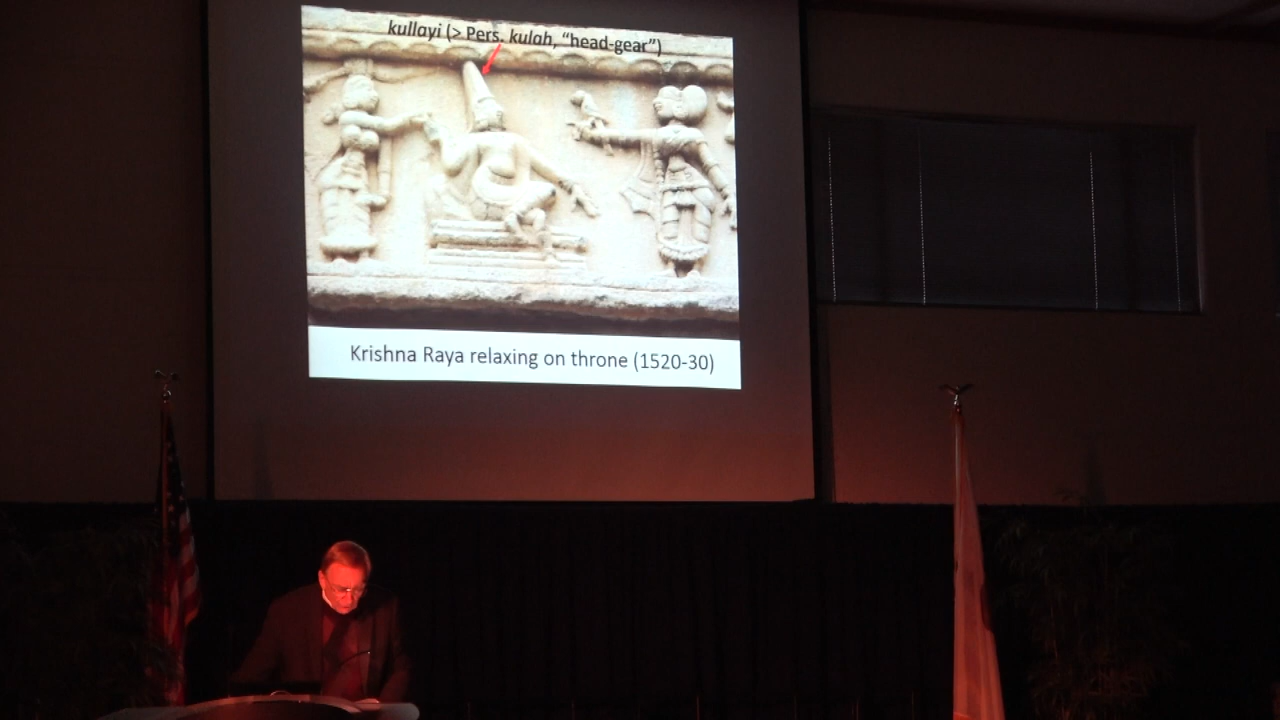 kullayi (> Pers. kulah, “head-gear”)
Krishna Raya relaxing on throne (1520-30)